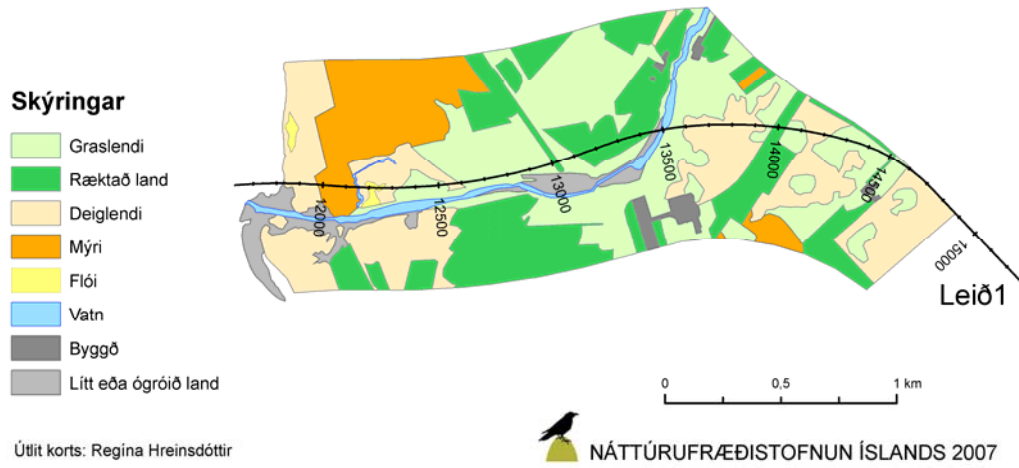 Skýringar
Graslendi
Ræktað land
Deiglendi
Mýri
Flói
Vatn
Byggð
Lítt eða ógróið land
12000
12500
13000
13500
14000
14500
15000
Leið1
0 0,5 1 km
Útlit korts: Regína Hreinsdóttir
NÁTTÚRUFRÆÐISTOFNUN ÍSLANDS 2007